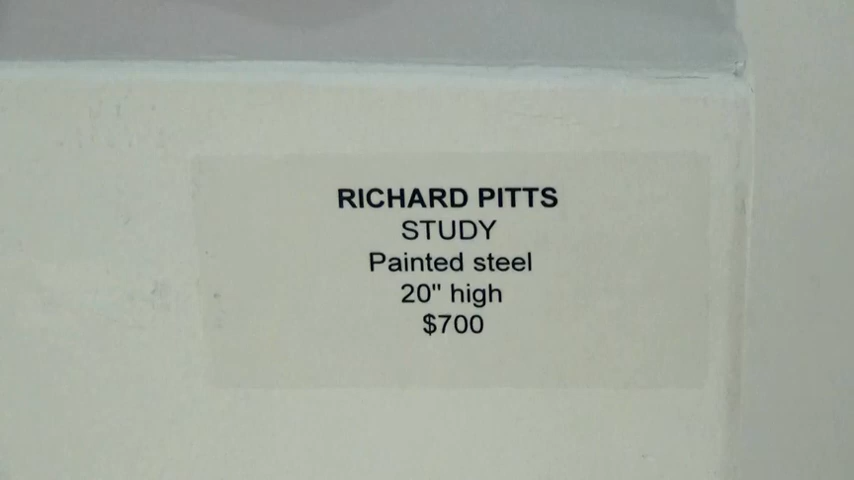 RICHARD PITTS
STUDY
Painted steel
20" high
$700